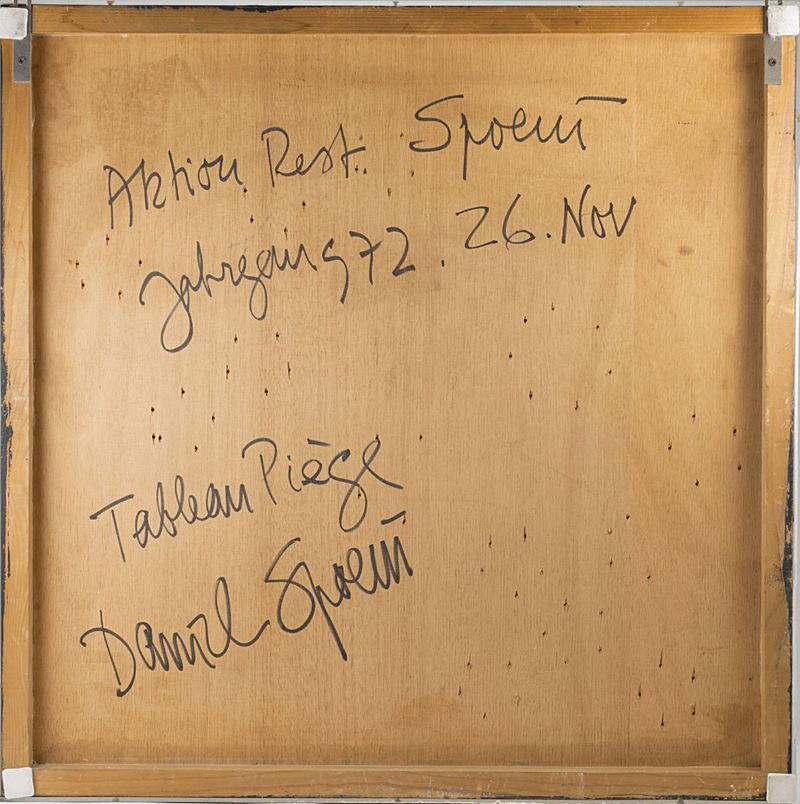 Aktion Rest. Spoerri
Jahrgang 72. 26. Nov
Tableau Piège
Daniel Spoerri